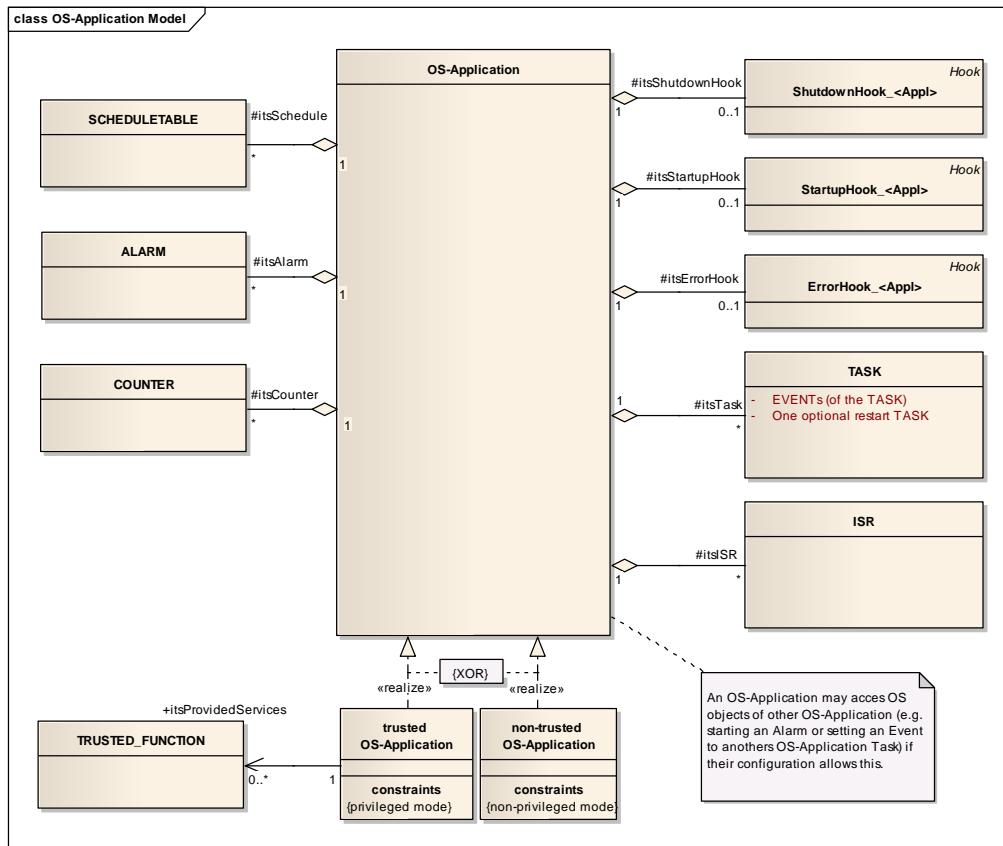 class OS-Application Model
OS-Application
SCHEDULETABLE
#itsSchedule
*
1
ALARM
#itsAlarm
*
1
COUNTER
#itsCounter
*
1
#itsShutdownHook
1
0..1
Hook
ShutdownHook_<Appl>
#itsStartupHook
1
0..1
Hook
StartupHook_<Appl>
#itsErrorHook
1
0..1
Hook
ErrorHook_<Appl>
1
#itsTask
*
TASK
- EVENTs (of the TASK)
- One optional restart TASK
#itsISR
1
*
ISR
{XOR}
«realize»
«realize»
+itsProvidedServices
TRUSTED_FUNCTION
0..*
1
trusted
OS-Application
constraints
{privileged mode}
non-trusted
OS-Application
constraints
{non-privileged mode}
An OS-Application may acces OS
objects of other OS-Application (e.g.
starting an Alarm or setting an Event
to anothers OS-Application Task) if
their configuration allows this.